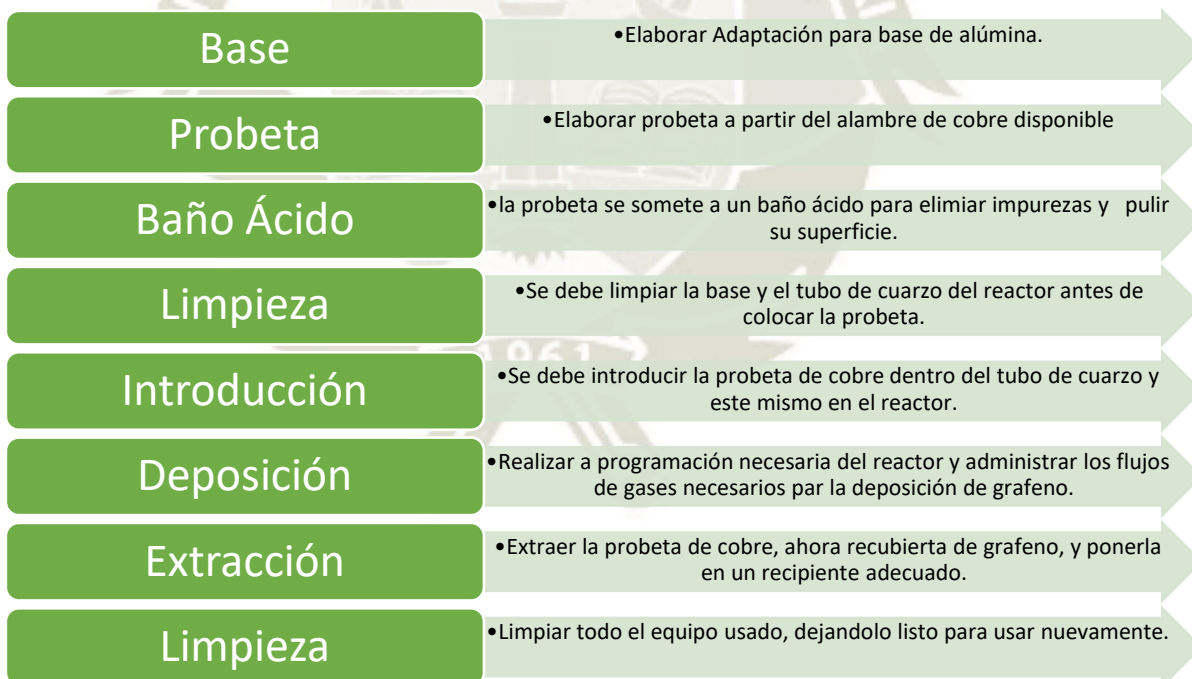 Base
•Elaborar Adaptación para base de alúmina.
Probeta
•Elaborar probeta a partir del alambre de cobre disponible
Baño Ácido
•la probeta se somete a un baño ácido para elimiar impurezas y pulir
su superficie.
Limpieza
•Se debe limpiar la base y el tubo de cuarzo del reactor antes de
colocar la probeta.
1961
Introducción
•Se debe introducir la probeta de cobre dentro del tubo de cuarzo y
este mismo en el reactor.
Deposición
•Realizar a programación necesaria del reactor y administrar los flujos
de gases necesarios par la deposición de grafeno.
Extracción
•Extraer la probeta de cobre, ahora recubierta de grafeno, y ponerla
en un recipiente adecuado.
Limpieza
•Limpiar todo el equipo usado, dejandolo listo para usar nuevamente.